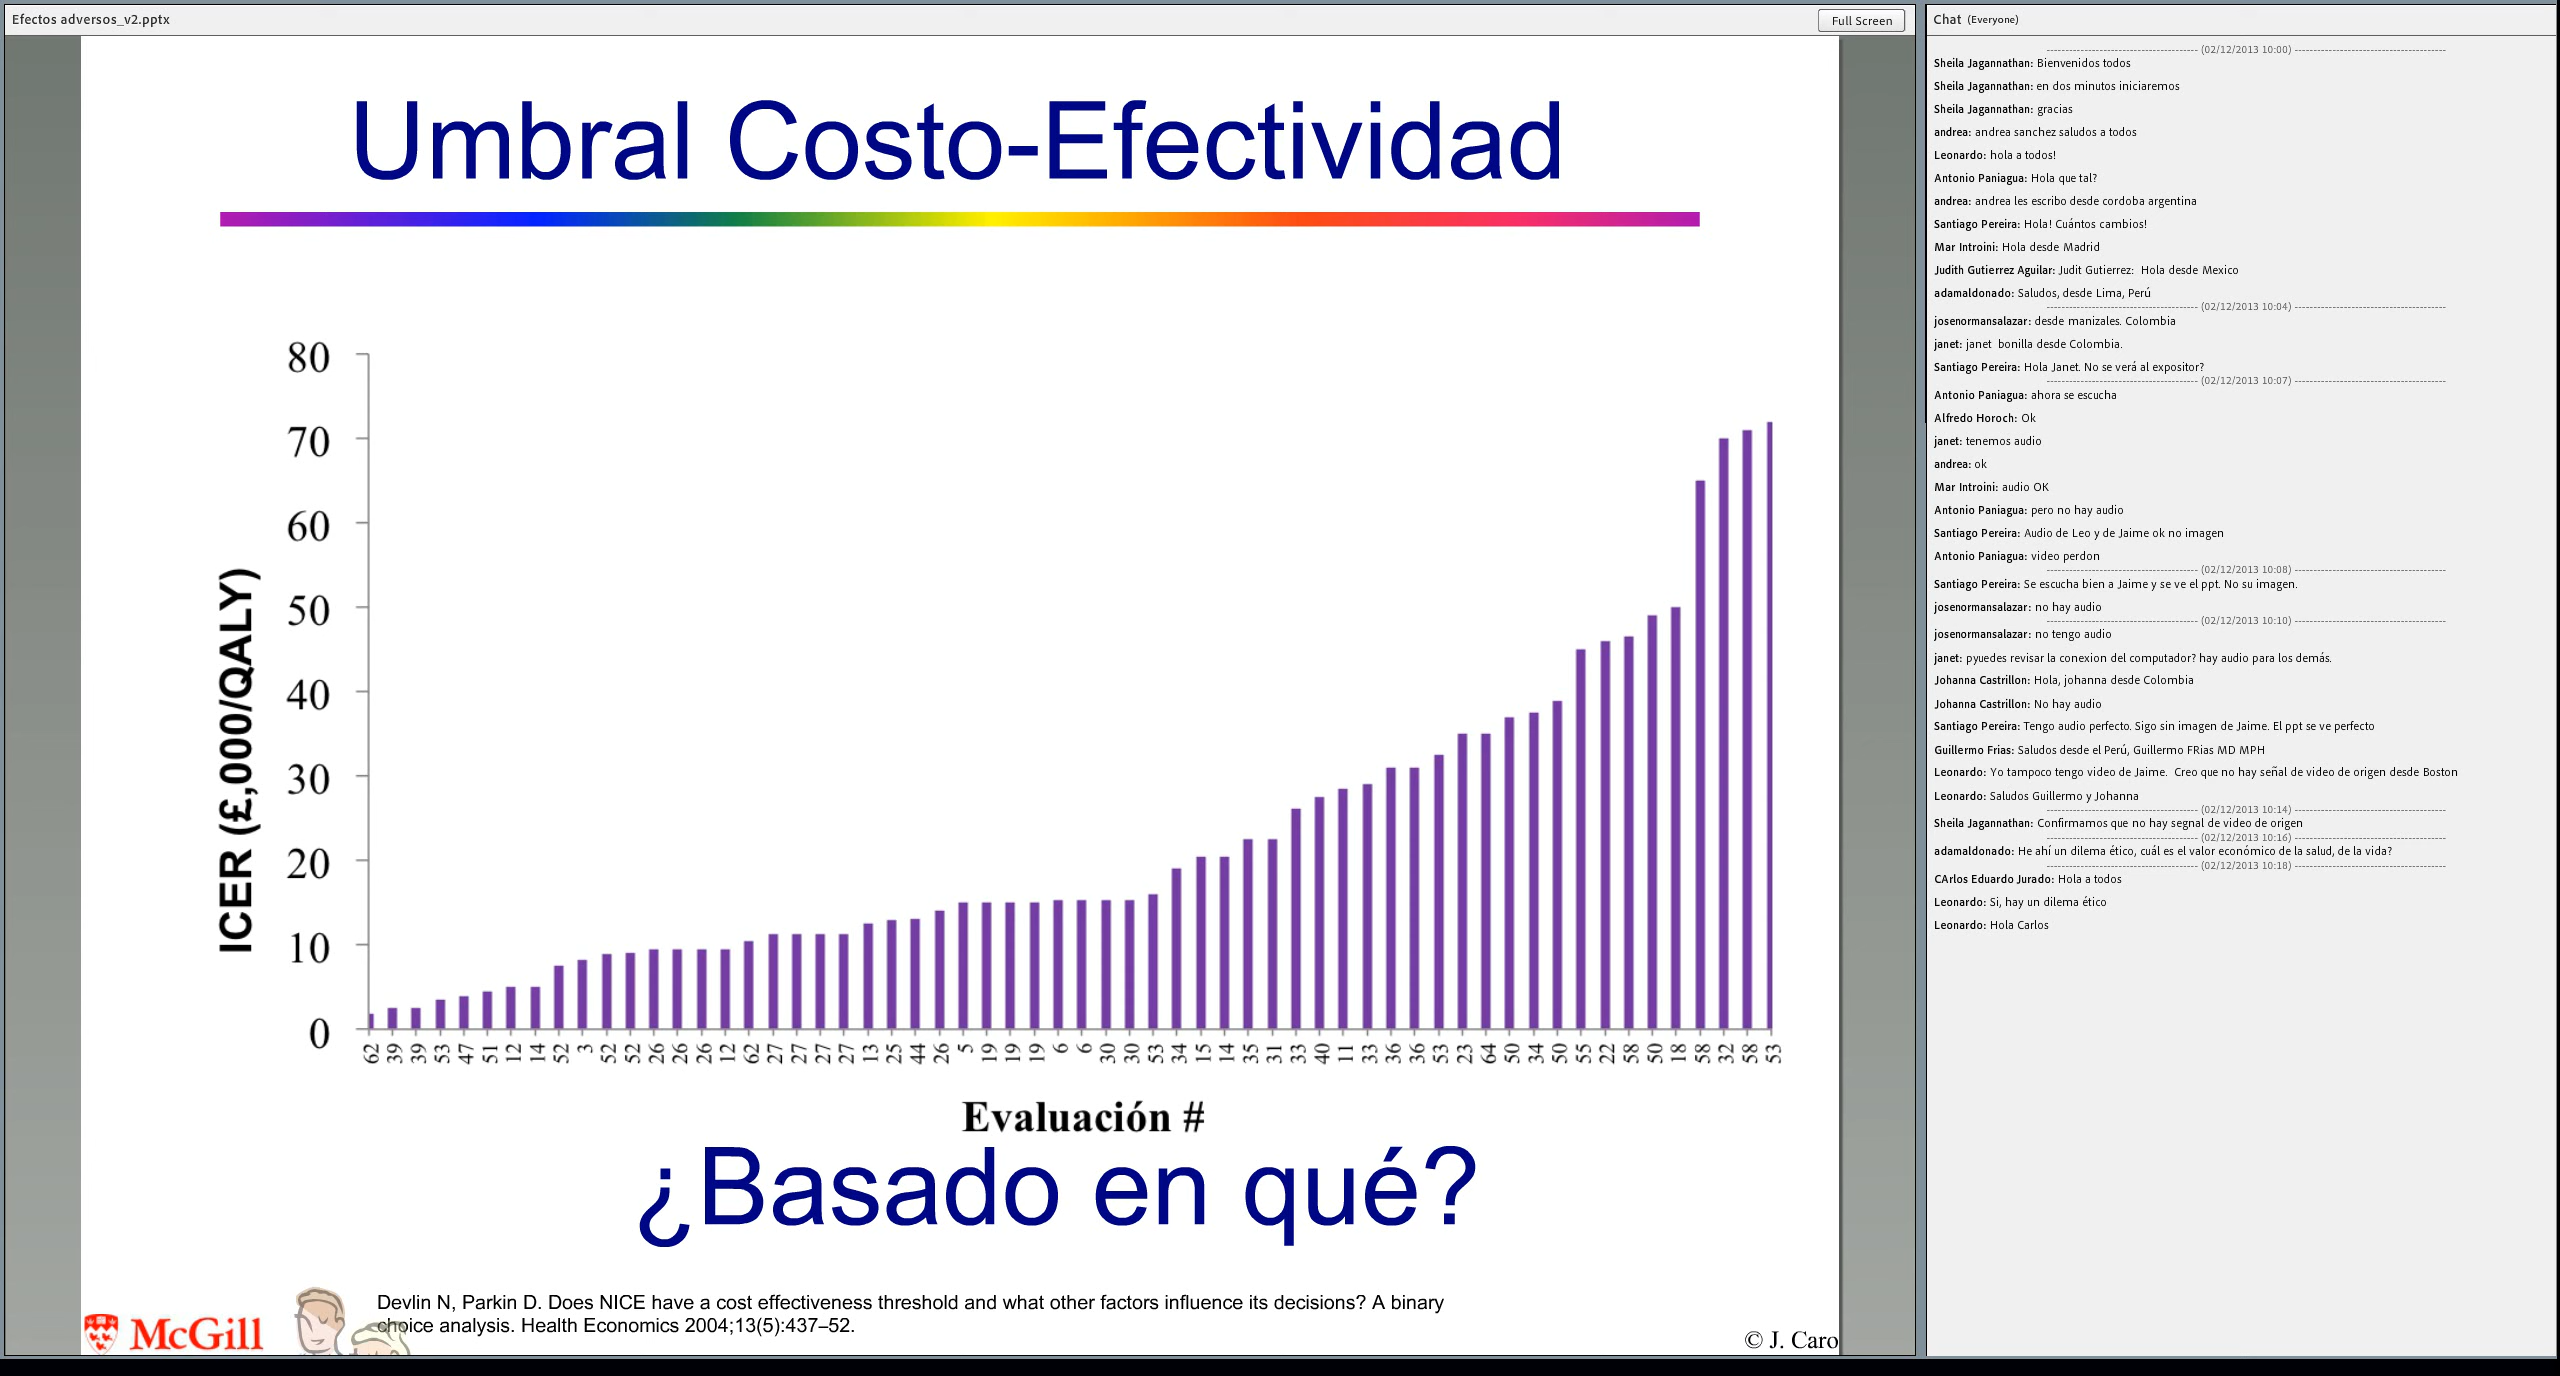 Efectos adversos_v2.pptx
Full Screen
Umbral Costo-Efectividad
80
70
60
50
40
30
20
10
0
ICER (£,000/QALY)
62 39 39 53 47 51 12 14 52 3 52 52 26 26 26 12 62 27 27 27 27 13 25 44 26 5 19 19 19 6 6 30 30 53 34 15 14 35 31 33 40 11 33 36 36 53 23 64 50 34 50 55 22 58 50 18 58 32 58 53
Evaluación #
¿Basado en qué?
Devlin N, Parkin D. Does NICE have a cost effectiveness threshold and what other factors influence its decisions? A binary
choice analysis. Health Economics 2004;13(5):437–52.
McGill
© J. Caro
Chat (Everyone)
(02/12/2013 10:00)
Sheila Jagannathan: Bienvenidos todos
Sheila Jagannathan: en dos minutos iniciaremos
Sheila Jagannathan: gracias
andrea: andrea sanchez saludos a todos
Leonardo: hola a todos!
Antonio Paniagua: Hola que tal?
andrea: andrea les escribo desde cordoba argentina
Santiago Pereira: Hola! Cuántos cambios!
Mar Introini: Hola desde Madrid
Judith Gutierrez Aguilar: Judit Gutierrez:  Hola desde Mexico
adamaldonado: Saludos, desde Lima, Perú
(02/12/2013 10:04)
josenormansalazar: desde manizales. Colombia
janet: janet  bonilla desde Colombia.
Santiago Pereira: Hola Janet. No se verá al expositor?
(02/12/2013 10:07)
Antonio Paniagua: ahora se escucha
Alfredo Horoch: Ok
janet: tenemos audio
andrea: ok
Mar Introini: audio OK
Antonio Paniagua: pero no hay audio
Santiago Pereira: Audio de Leo y de Jaime ok no imagen
Antonio Paniagua: video perdon
(02/12/2013 10:08)
Santiago Pereira: Se escucha bien a Jaime y se ve el ppt. No su imagen.
josenormansalazar: no hay audio
(02/12/2013 10:10)
josenormansalazar: no tengo audio
janet: pyuedes revisar la conexion del computador? hay audio para los demás.
Johanna Castrillon: Hola, johanna desde Colombia
Johanna Castrillon: No hay audio
Santiago Pereira: Tengo audio perfecto. Sigo sin imagen de Jaime. El ppt se ve perfecto
Guillermo Frias: Saludos desde el Perú, Guillermo FRias MD MPH
Leonardo: Yo tampoco tengo video de Jaime.  Creo que no hay señal de video de origen desde Boston
Leonardo: Saludos Guillermo y Johanna
(02/12/2013 10:14)
Sheila Jagannathan: Confirmamos que no hay segnal de video de origen
(02/12/2013 10:16)
adamaldonado: He ahí un dilema ético, cuál es el valor económico de la salud, de la vida?
(02/12/2013 10:18)
CArlos Eduardo Jurado: Hola a todos
Leonardo: Si, hay un dilema ético
Leonardo: Hola Carlos